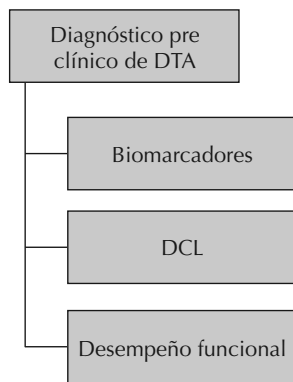 Diagnóstico pre
clínico de DTA
Biomarcadores
DCL
Desempeño funcional